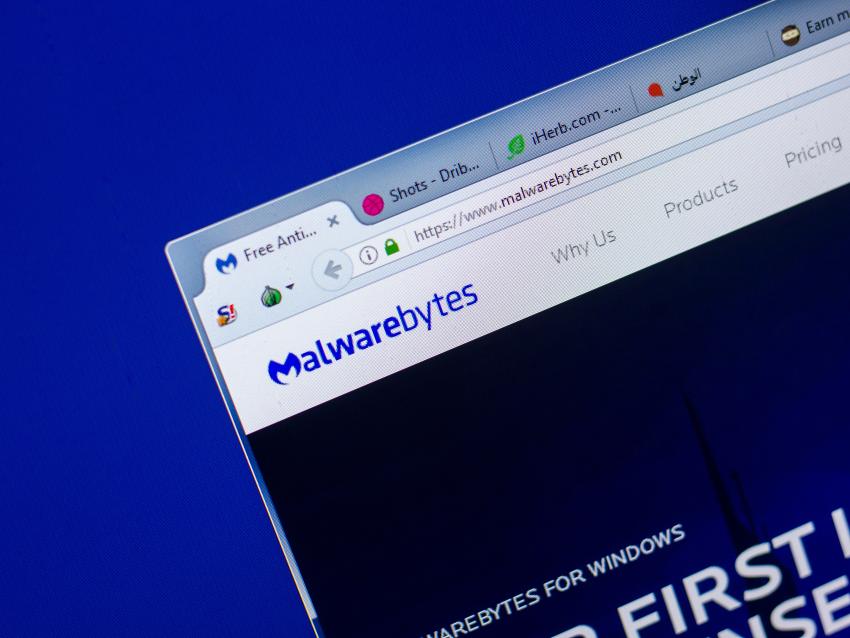 Free Anti...
Shots - Drib...
iHerb.com -...
الوطن
Earn m
S!
https://www.malwarebytes.com
malwarebytes
Why Us
Products
Pricing
WAREBYTES FOR WINDOWS
R FIRST L
NSE